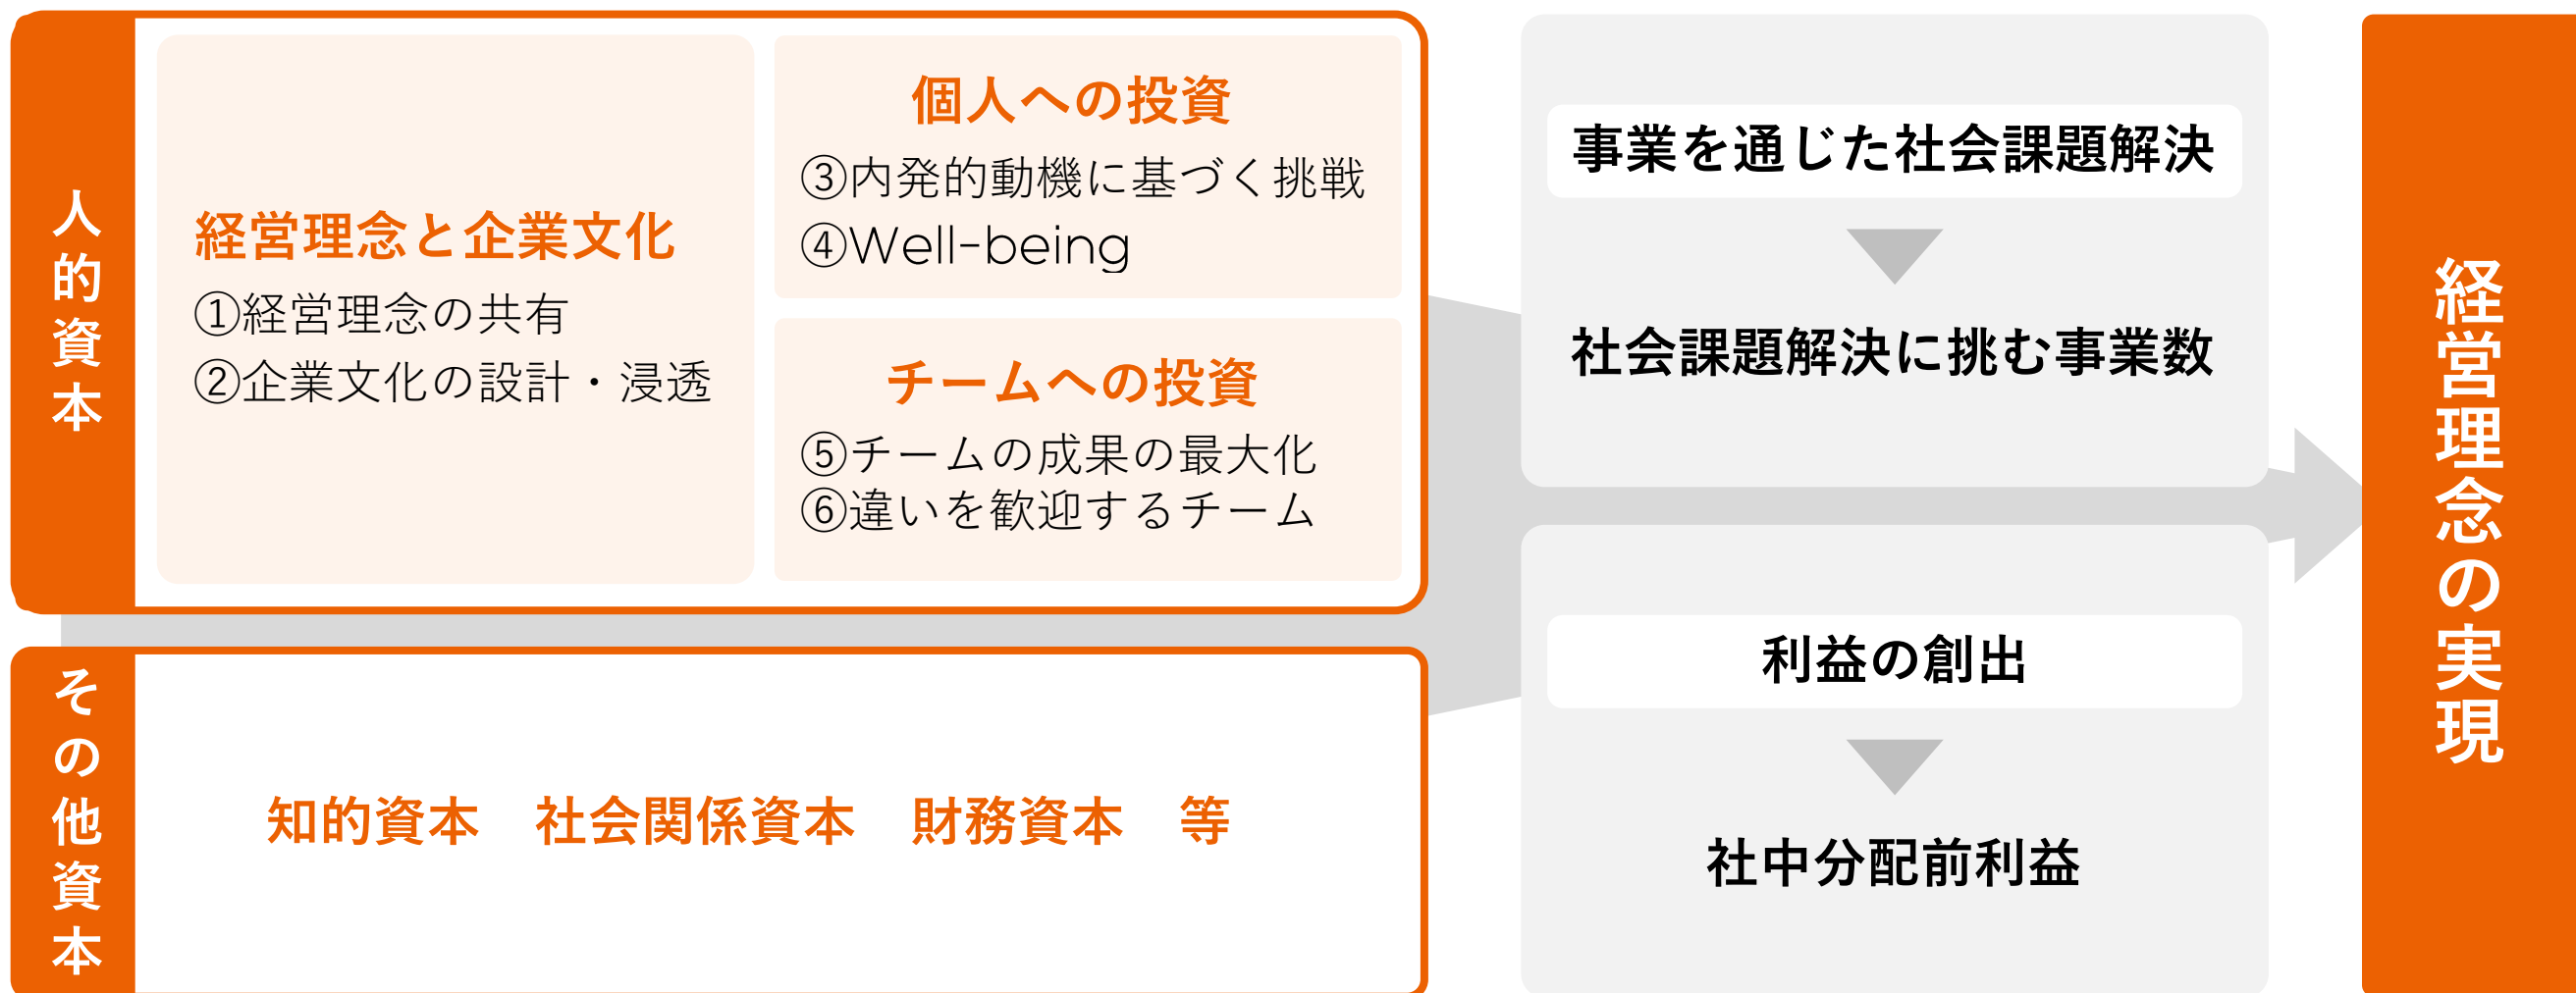 人的資本
経営理念と企業文化
①経営理念の共有
②企業文化の設計・浸透
個人への投資
③内発的動機に基づく挑戦
④Well-being
チームへの投資
⑤チームの成果の最大化
⑥違いを歓迎するチーム
その他資本
知的資本　社会関係資本　財務資本　等
事業を通じた社会課題解決
社会課題解決に挑む事業数
利益の創出
社中分配前利益
経営理念の実現